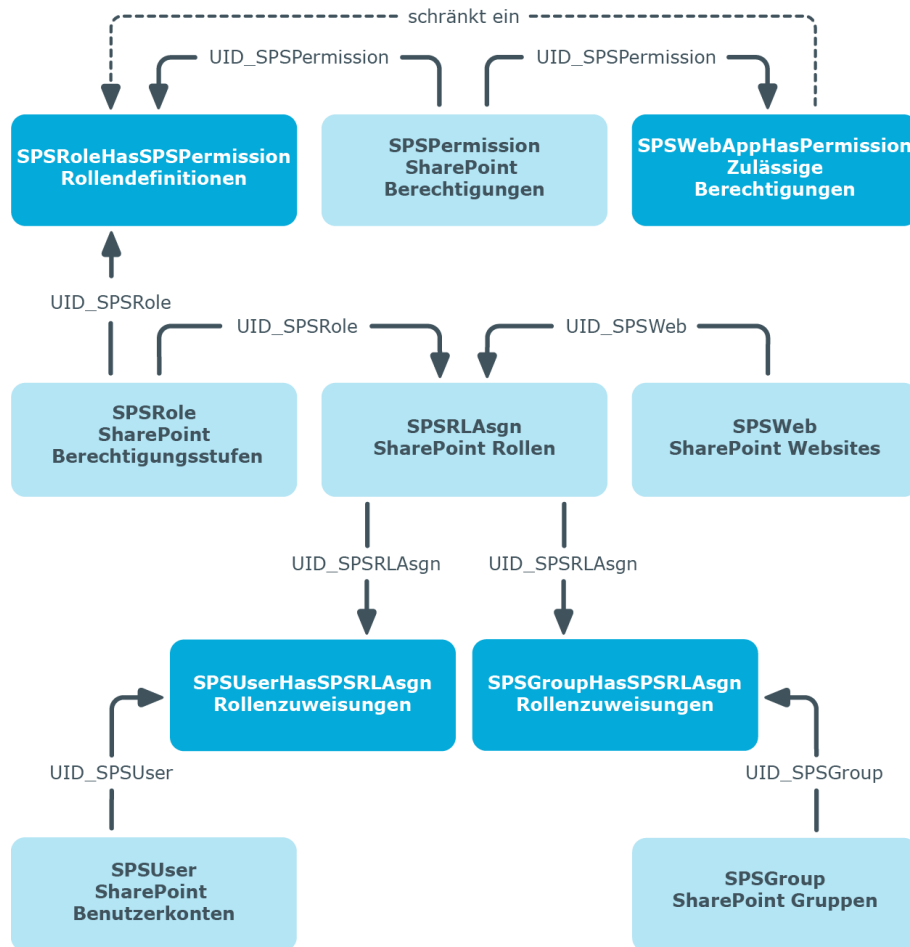 schränkt ein
UID_SPSPermission
UID_SPSPermission
SPSRoleHasSPSPermission
Rollendefinitionen
SPSPermission
SharePoint
Berechtigungen
SPSWebAppHasPermission
Zulässige
Berechtigungen
UID_SPSRole
UID_SPSRole
UID_SPSWeb
SPSRole
SharePoint
Berechtigungsstufen
SPSRLAsgn
SharePoint Rollen
SPSWeb
SharePoint Websites
UID_SPSRLAsgn
UID_SPSRLAsgn
SPSUserHasSPSRLAsgn
Rollenzuweisungen
SPSGroupHasSPSRLAsgn
Rollenzuweisungen
UID_SPSUser
UID_SPSGroup
SPSUser
SharePoint
Benutzerkonten
SPSGroup
SharePoint Gruppen